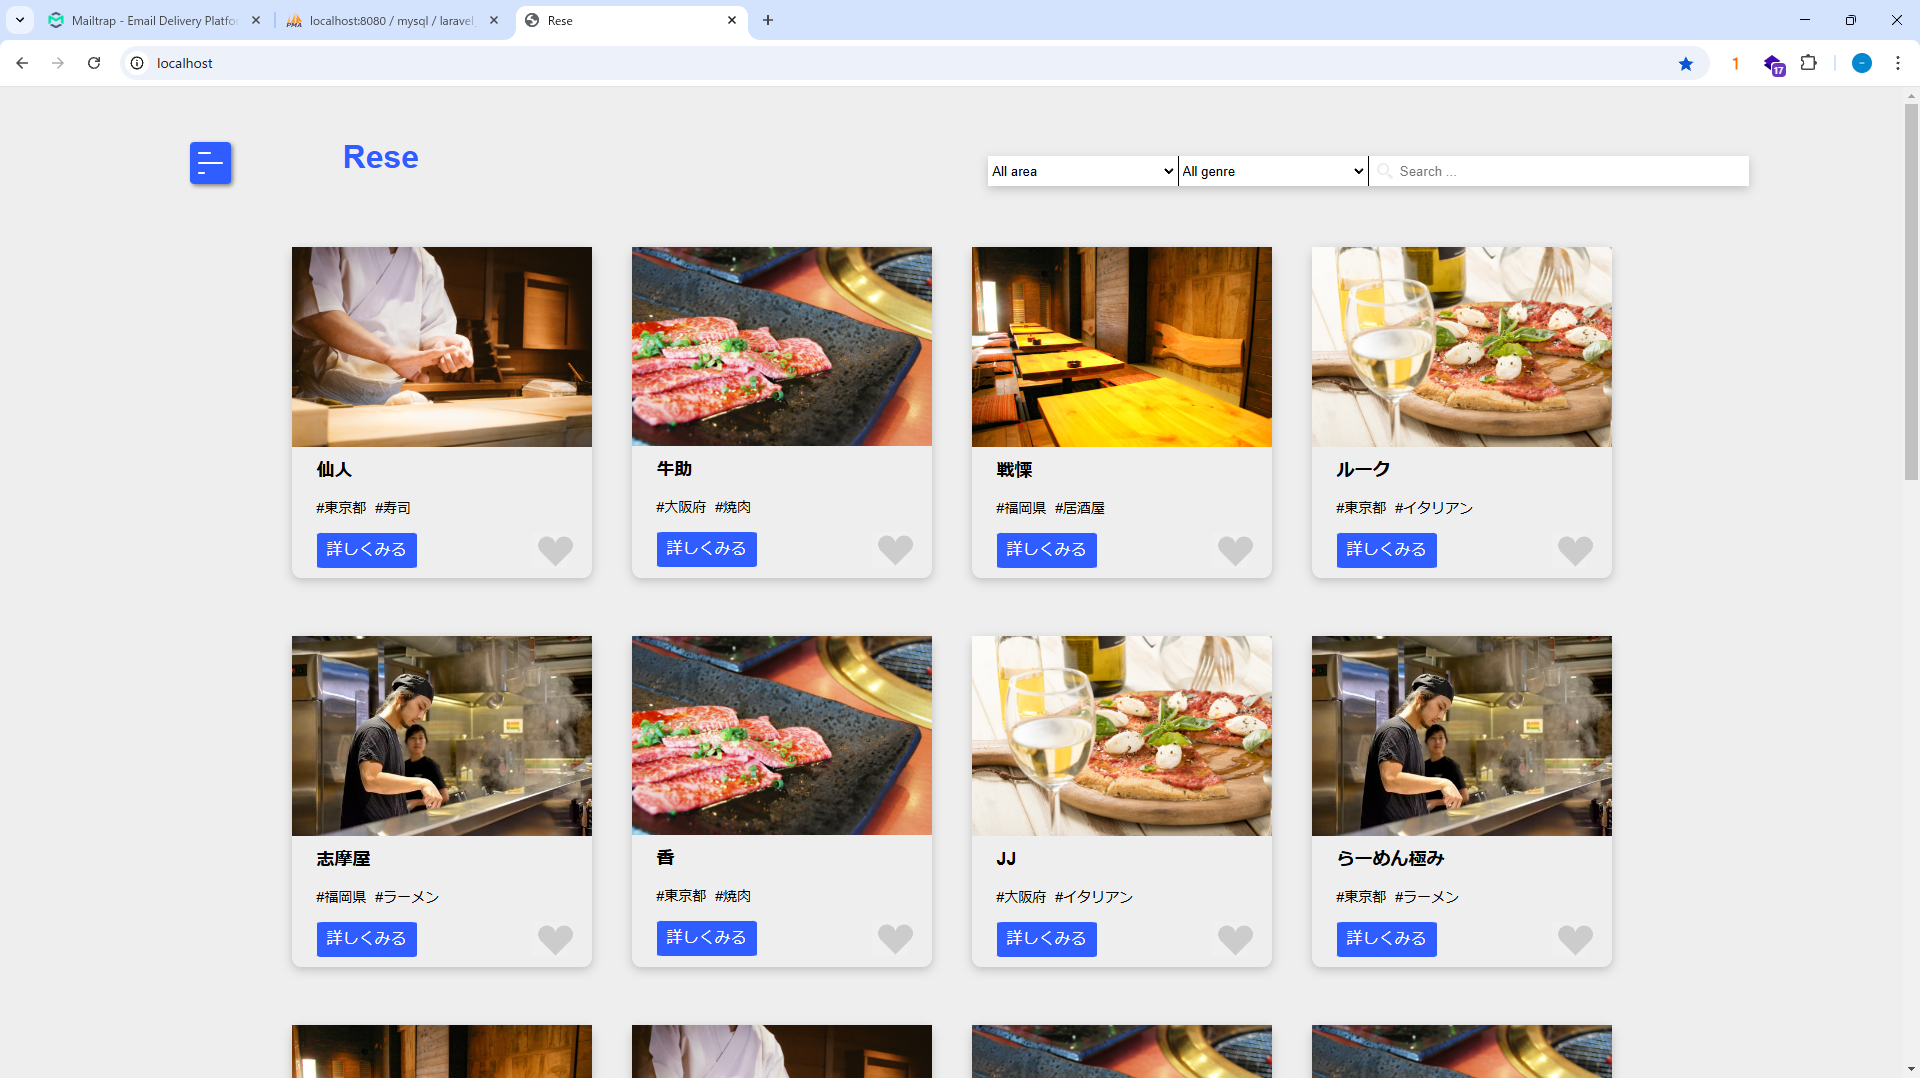 Mailtrap - Email Delivery Platfo
localhost:8080 / mysql / laravel_
Rese
localhost
1
17
Rese
All area
All genre
Search ...
仙人
牛助
戦慄
ルーク
#東京都 #寿司
#大阪府 #焼肉
#福岡県 #居酒屋
#東京都 #イタリアン
詳しくみる
詳しくみる
詳しくみる
詳しくみる
志摩屋
香
JJ
らーめん極み
#福岡県 #ラーメン
#東京都 #焼肉
#大阪府 #イタリアン
#東京都 #ラーメン
詳しくみる
詳しくみる
詳しくみる
詳しくみる